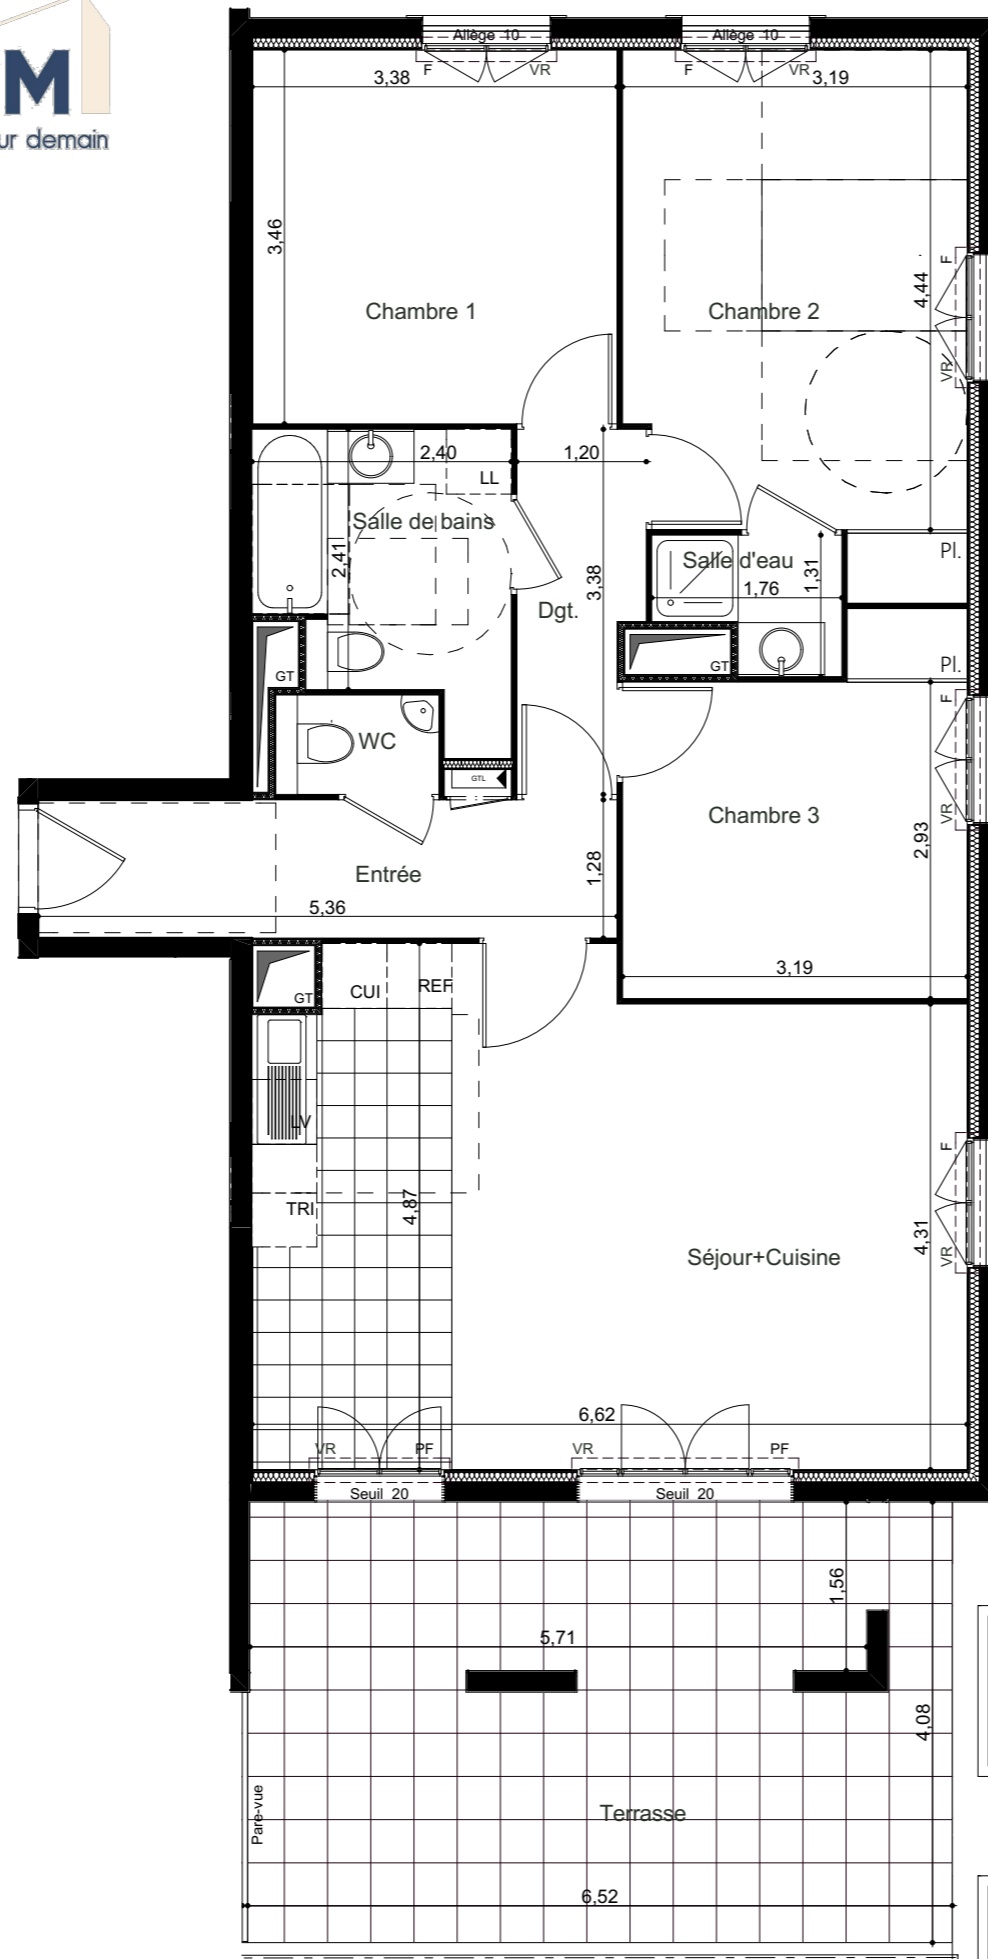 M
ur demain
Allège 10
Allège 10
F
VR
F
VR
3,38
3,19
3,46
4,44
F
VR
Chambre 1
Chambre 2
2,40
1,20
LL
Salle de bains
2,41
3,38
Salle d'eau
1,76
1,31
Pl.
Dgt.
GT
GT
Pl.
F
WC
GTL
VR
Chambre 3
2,93
Entrée
1,28
5,36
3,19
GT
CUI
REF
LV
TRI
4,87
F
VR
4,31
Séjour+Cuisine
6,62
VR
PF
VR
PF
Seuil 20
Seuil 20
1,56
5,71
4,08
Pare-vue
Terrasse
6,52